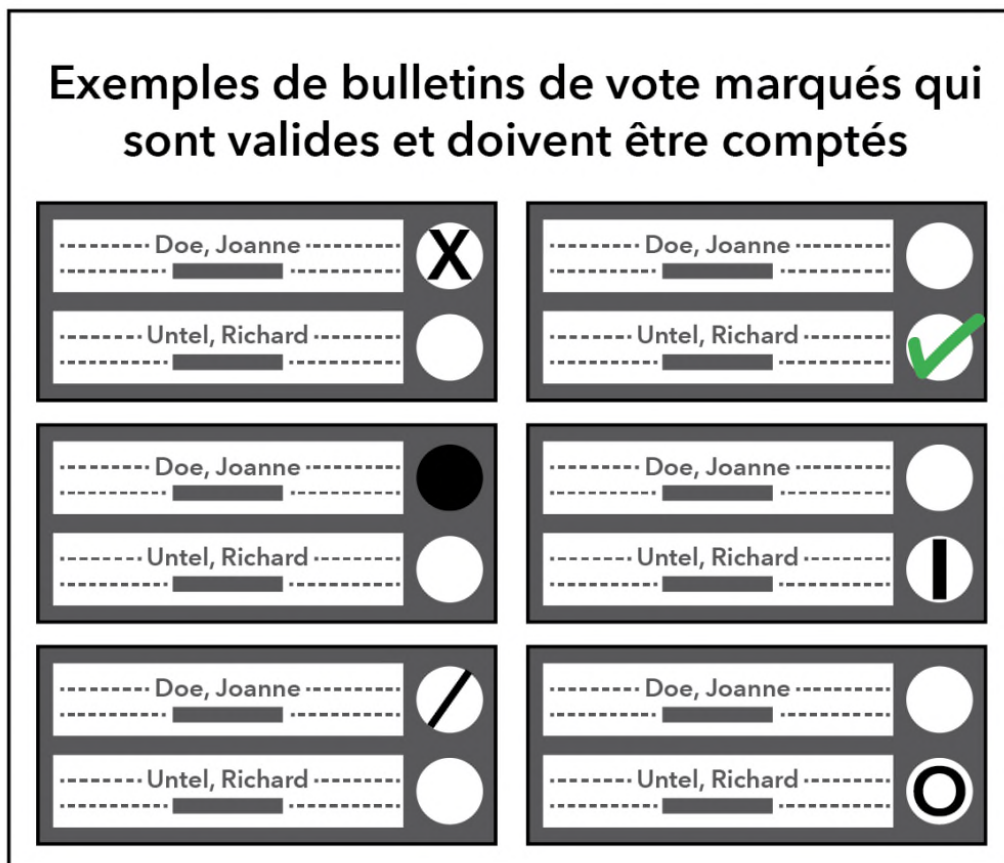 Exemples de bulletins de vote marqués qui
sont valides et doivent être comptés
Doe, Joanne
X
Untel, Richard
Doe, Joanne
Untel, Richard
Doe, Joanne
Untel, Richard
Doe, Joanne
Untel, Richard
Doe, Joanne
Untel, Richard
Doe, Joanne
Untel, Richard